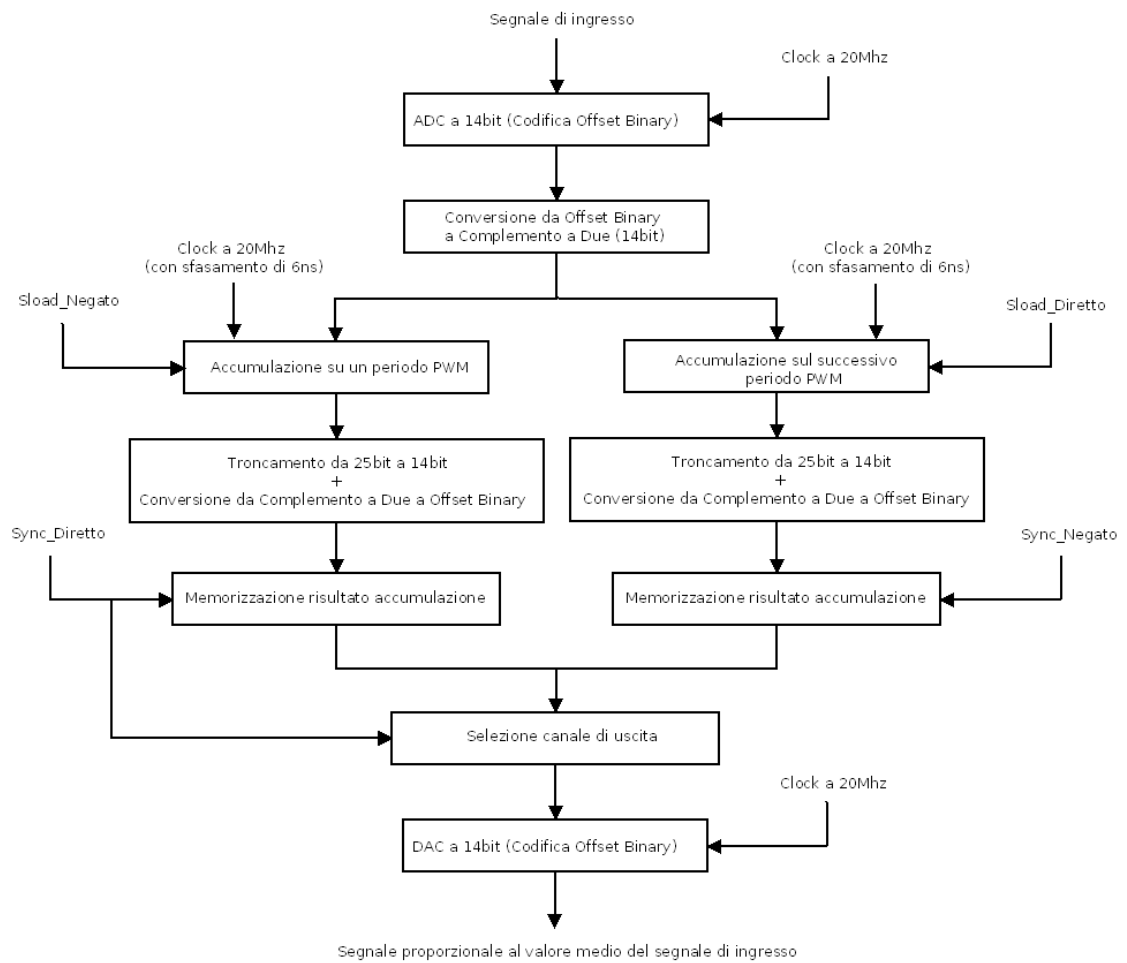 Segnale di ingresso
Clock a 20Mhz
ADC a 14bit (Codifica Offset Binary)
Conversione da Offset Binary
a Complemento a Due (14bit)
Clock a 20Mhz
(con sfasamento di 6ns)
Clock a 20Mhz
(con sfasamento di 6ns)
Sload_Negato
Sload_Diretto
Accumulazione su un periodo PWM
Accumulazione sul successivo
periodo PWM
Troncamento da 25bit a 14bit
+
Conversione da Complemento a Due a Offset Binary
Troncamento da 25bit a 14bit
+
Conversione da Complemento a Due a Offset Binary
Sync_Diretto
Sync_Negato
Memorizzazione risultato accumulazione
Memorizzazione risultato accumulazione
Selezione canale di uscita
Clock a 20Mhz
DAC a 14bit (Codifica Offset Binary)
Segnale proporzionale al valore medio del segnale di ingresso